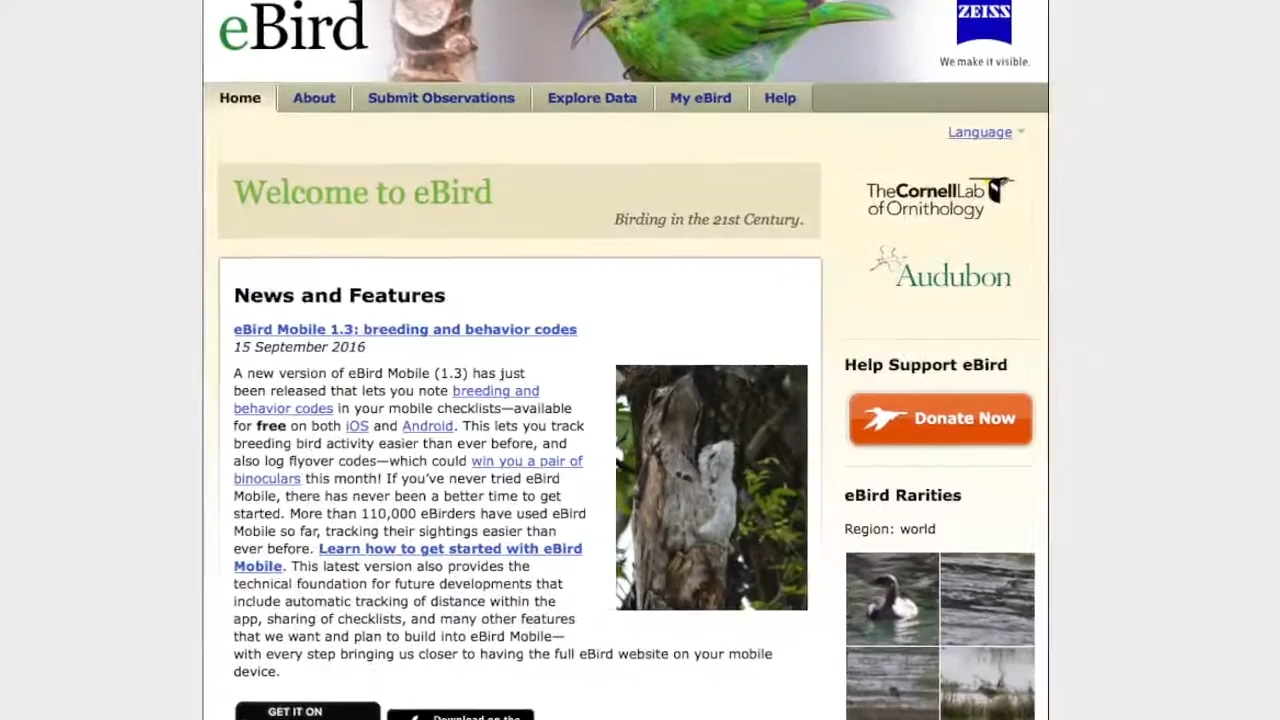 eBird
ZEISS
We make it visible.
Home About Submit Observations Explore Data My eBird Help
Language
Welcome to eBird
Birding in the 21st Century.
The CornellLab
of Ornithology
Audubon
News and Features
eBird Mobile 1.3: breeding and behavior codes
15 September 2016
A new version of eBird Mobile (1.3) has just
been released that lets you note breeding and
behavior codes in your mobile checklists—available
for free on both iOS and Android. This lets you track
breeding bird activity easier than ever before, and
also log flyover codes—which could win you a pair of
binoculars this month! If you’ve never tried eBird
Mobile, there has never been a better time to get
started. More than 110,000 eBirders have used eBird
Mobile so far, tracking their sightings easier than
ever before. Learn how to get started with eBird
Mobile. This latest version also provides the
technical foundation for future developments that
include automatic tracking of distance within the
app, sharing of checklists, and many other features
that we want and plan to build into eBird Mobile—
with every step bringing us closer to having the full eBird website on your mobile
device.
GET IT ON
Download on the
Help Support eBird
Donate Now
eBird Rarities
Region: world